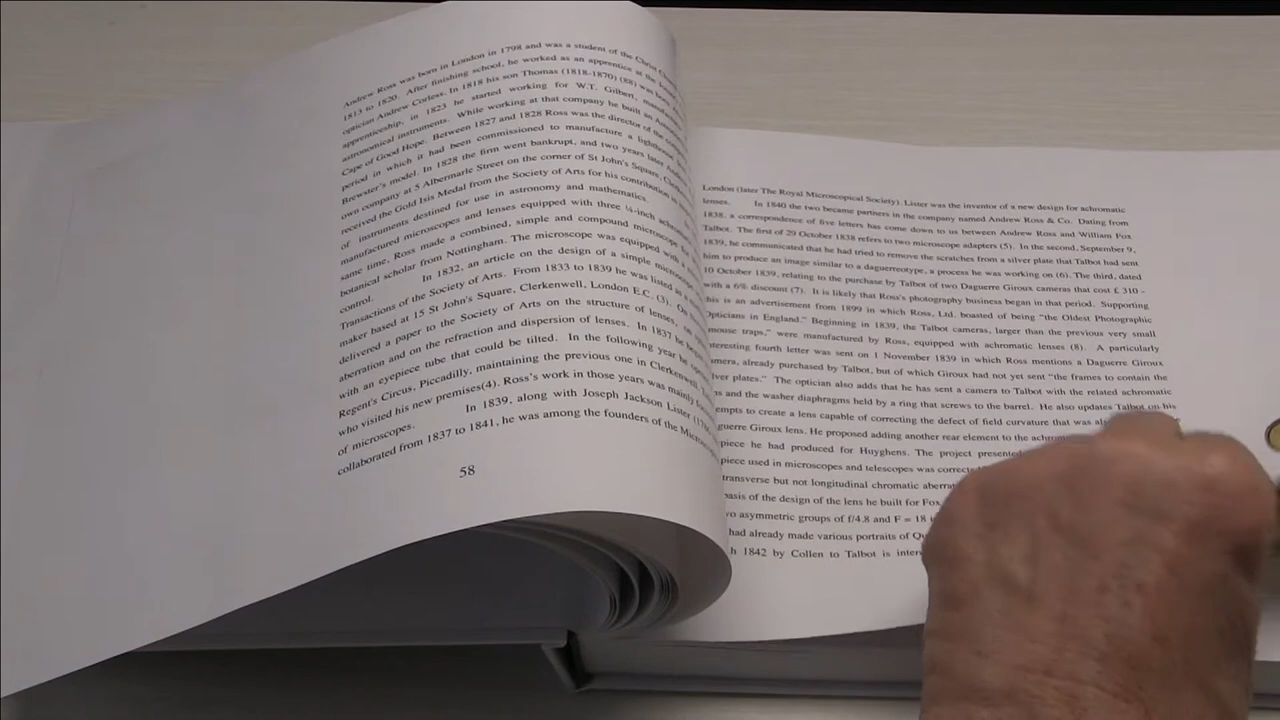 Andrew Ross was born in London in 1798 and was a student of the Christ
1813 to 1820. After finishing school, he worked as an apprentice at the
optician Andrew Corless. In 1818 his son Thomas (1818-1870) (88) was
apprenticeship, in 1823 he started working for W.T. Gilbert,
astronomical instruments. While working at that company he built an
Cape of Good Hope. Between 1827 and 1828 Ross was the director of the
period in which it had been commissioned to manufacture a lighthouse
Brewster's model. In 1828 the firm went bankrupt, and two years later
own company at 5 Albermarle Street on the corner of St John's Square,
received the Gold Isis Medal from the Society of Arts for his contribution
of instruments destined for use in astronomy and mathematics.
manufactured microscopes and lenses equipped with three ¼-inch
same time, Ross made a combined, simple and compound microscope
botanical scholar from Nottingham. The microscope was equipped with a
control.
In 1832, an article on the design of a simple
Transactions of the Society of Arts. From 1833 to 1839 he was listed as
maker based at 15 St John's Square, Clerkenwell, London E.C. (3).
delivered a paper to the Society of Arts on the structure of lenses,
aberration and on the refraction and dispersion of lenses. In 1837 he
with an eyepiece tube that could be tilted. In the following year he
Regent's Circus, Piccadilly, maintaining the previous one in Clerkenwell,
who visited his new premises(4). Ross's work in those years was mainly
of microscopes.
In 1839, along with Joseph Jackson Lister
collaborated from 1837 to 1841, he was among the founders of the
58
London (later The Royal Microscopical Society). Lister was the inventor of a new design for achromatic
lenses. In 1840 the two became partners in the company named Andrew Ross & Co. Dating from
1838, a correspondence of five letters has come down to us between Andrew Ross and William Fox
Talbot. The first of 29 October 1838 refers to two microscope adapters (5). In the second, September 9,
1839, he communicated that he had tried to remove the scratches from a silver plate that Talbot had sent
him to produce an image similar to a daguerreotype, a process he was working on (6). The third, dated
10 October 1839, relating to the purchase by Talbot of two Daguerre Giroux cameras that cost £ 310 –
with a 6% discount (7). It is likely that Ross's photography business began in that period. Supporting
this is an advertisement from 1899 in which Ross, Ltd. boasted of being "the Oldest Photographic
Opticians in England." Beginning in 1839, the Talbot cameras, larger than the previous very small
mouse traps," were manufactured by Ross, equipped with achromatic lenses (8). A particularly
teresting fourth letter was sent on 1 November 1839 in which Ross mentions a Daguerre Giroux
mera, already purchased by Talbot, but of which Giroux had not yet sent "the frames to contain the
lver plates." The optician also adds that he has sent a camera to Talbot with the related achromatic
s and the washer diaphragms held by a ring that screws to the barrel. He also updates Talbot on his
empts to create a lens capable of correcting the defect of field curvature that was
guerre Giroux lens. He proposed adding another rear element to the
piece he had produced for Huyghens. The project presented
piece used in microscopes and telescopes was
transverse but not longitudinal chromatic
basis of the design of the lens he built for Fox
wo asymmetric groups of f/4.8 and F = 18
had already made various portraits of
h 1842 by Collen to Talbot is